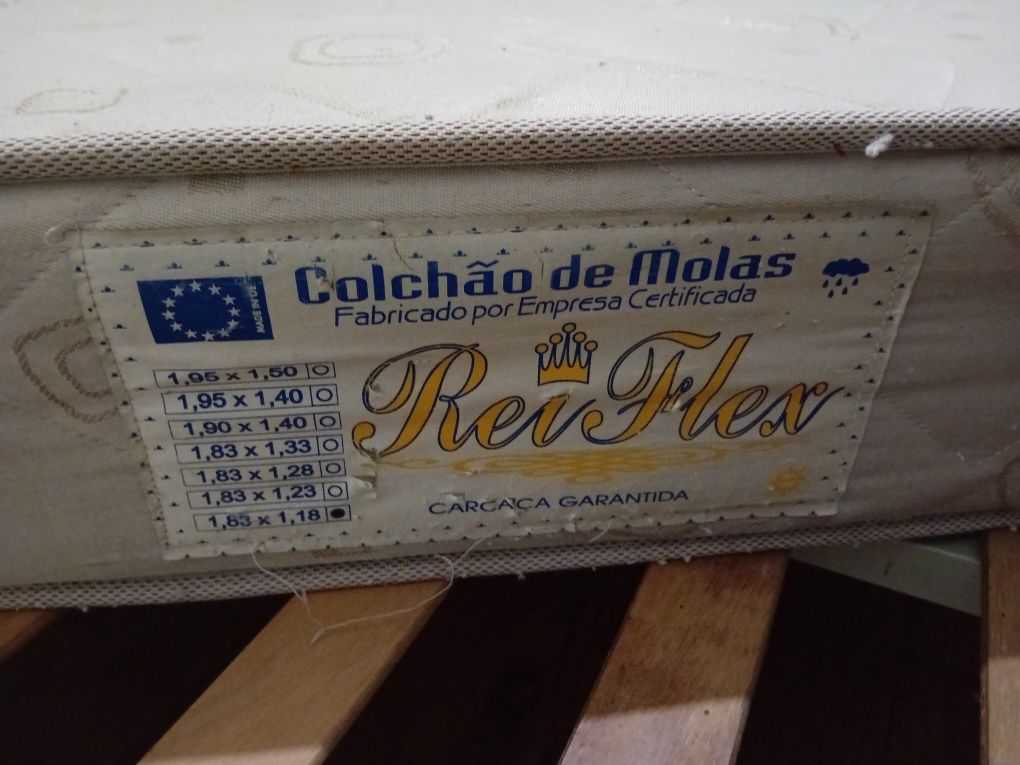 Colchão de Molas
Fabricado por Empresa Certificada
MADE IN UE
1,95 x 1,50
1,95 x 1,40
1,90 x 1,40
1,83 x 1,33
1,83 x 1,28
1,83 x 1,23
1,83 x 1,18
Rei Flex
CARCAÇA GARANTIDA